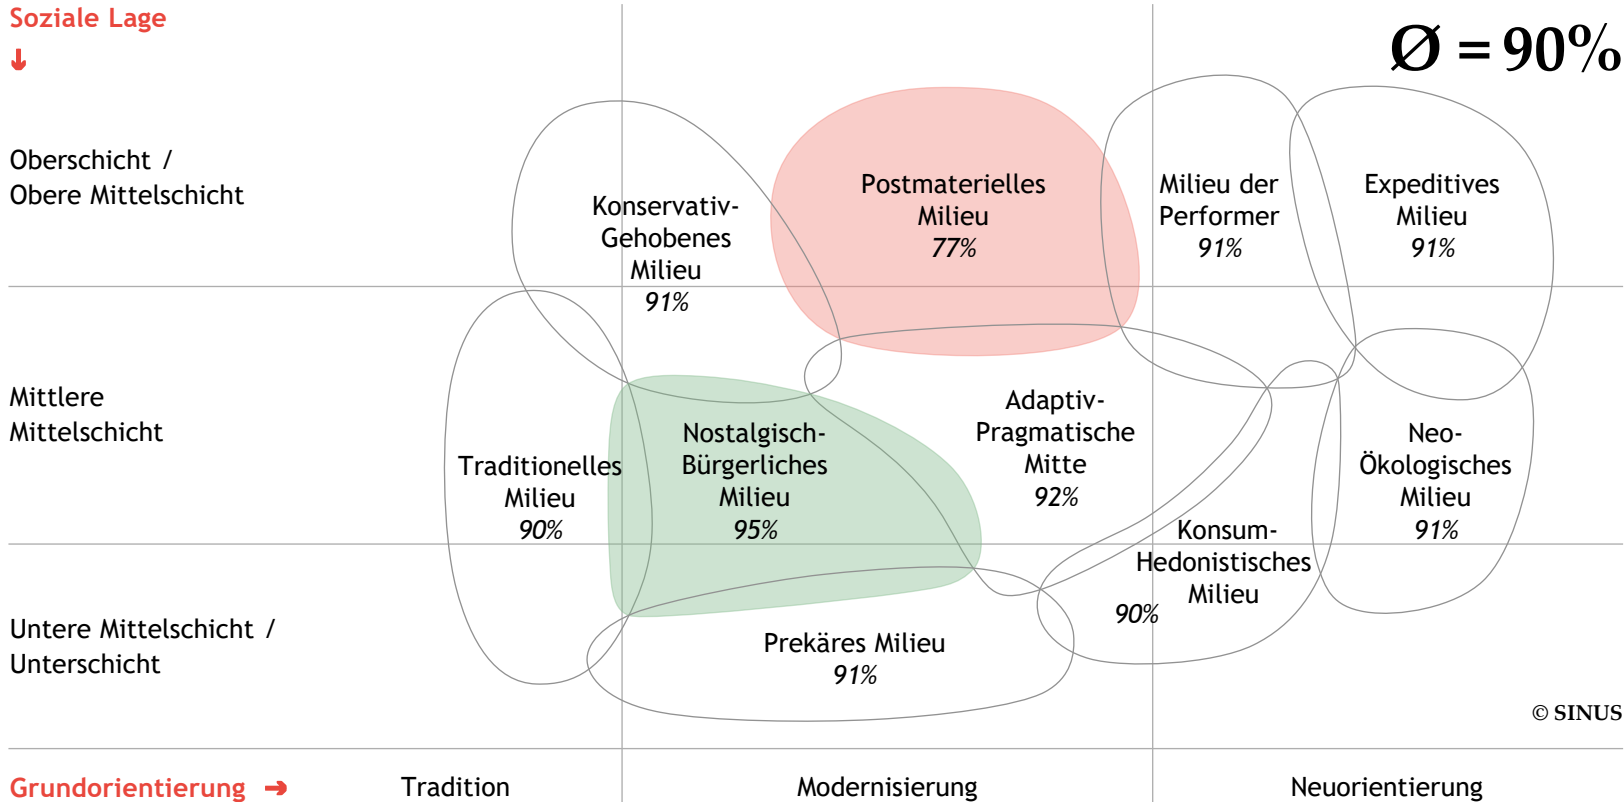 Soziale Lage
↓
Ø = 90%
Oberschicht /
Obere Mittelschicht
Konservativ-
Gehobenes
Milieu
91%
Postmaterielles
Milieu
77%
Milieu der
Performer
91%
Expeditives
Milieu
91%
Mittlere
Mittelschicht
Traditionelles
Milieu
90%
Nostalgisch-
Bürgerliches
Milieu
95%
Adaptiv-
Pragmatische
Mitte
92%
Neo-
Ökologisches
Milieu
91%
Konsum-
Hedonistisches
Milieu
90%
Untere Mittelschicht /
Unterschicht
Prekäres Milieu
91%
© SINUS
Grundorientierung →
Tradition
Modernisierung
Neuorientierung